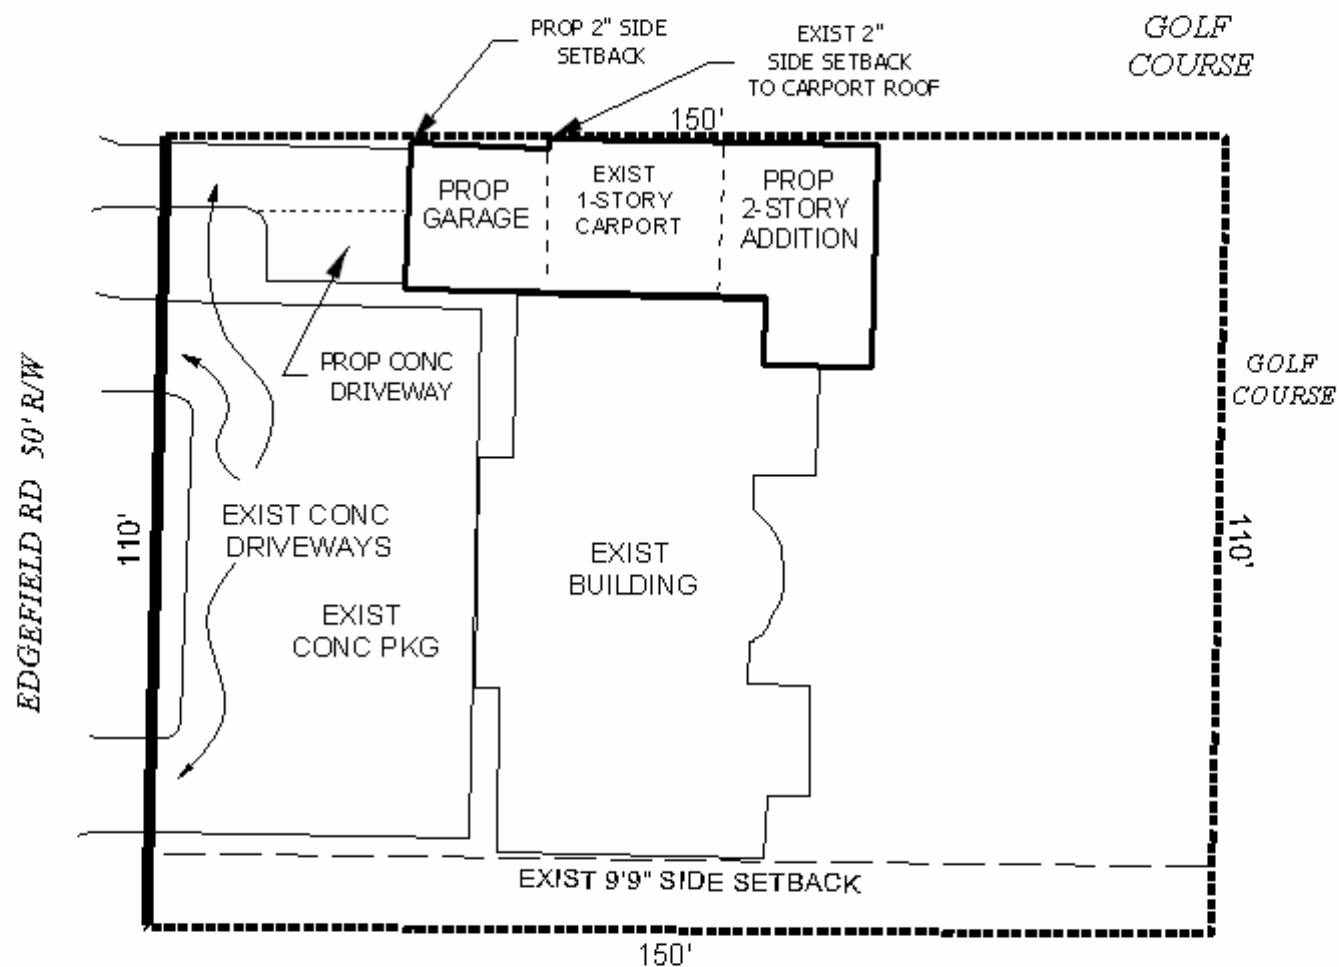 PROP 2" SIDE
SETBACK
EXIST 2"
SIDE SETBACK
TO CARPORT ROOF
GOLF
COURSE
150'
PROP
GARAGE
EXIST
1-STORY
CARPORT
PROP
2-STORY
ADDITION
PROP CONC
DRIVEWAY
GOLF
COURSE
EDGEFIELD RD 50' R/W
110'
EXIST CONC
DRIVEWAYS
EXIST
BUILDING
110'
EXIST
CONC PKG
EXIST 9'9" SIDE SETBACK
150'